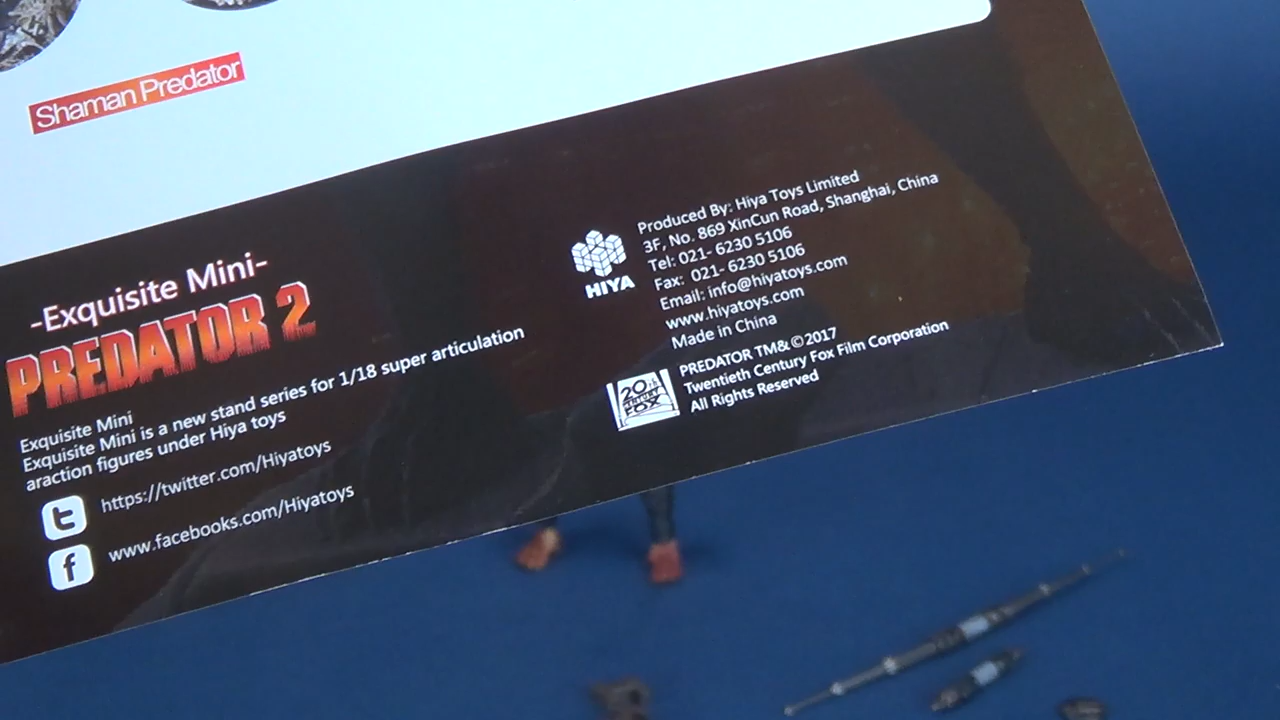 Shaman Predator
-Exquisite Mini-
PREDATOR 2
Exquisite Mini
Exquisite Mini is a new stand series for 1/18 super articulation
araction figures under Hiya toys
https://twitter.com/Hiyatoys
www.facebooks.com/Hiyatoys
HIYA
Produced By: Hiya Toys Limited
3F, No. 869 XinCun Road, Shanghai, China
Tel: 021- 6230 5106
Fax: 021- 6230 5106
Email: info@hiyatoys.com
www.hiyatoys.com
Made in China
20th
CENTURY
FOX
PREDATOR TM& ©2017
Twentieth Century Fox Film Corporation
All Rights Reserved